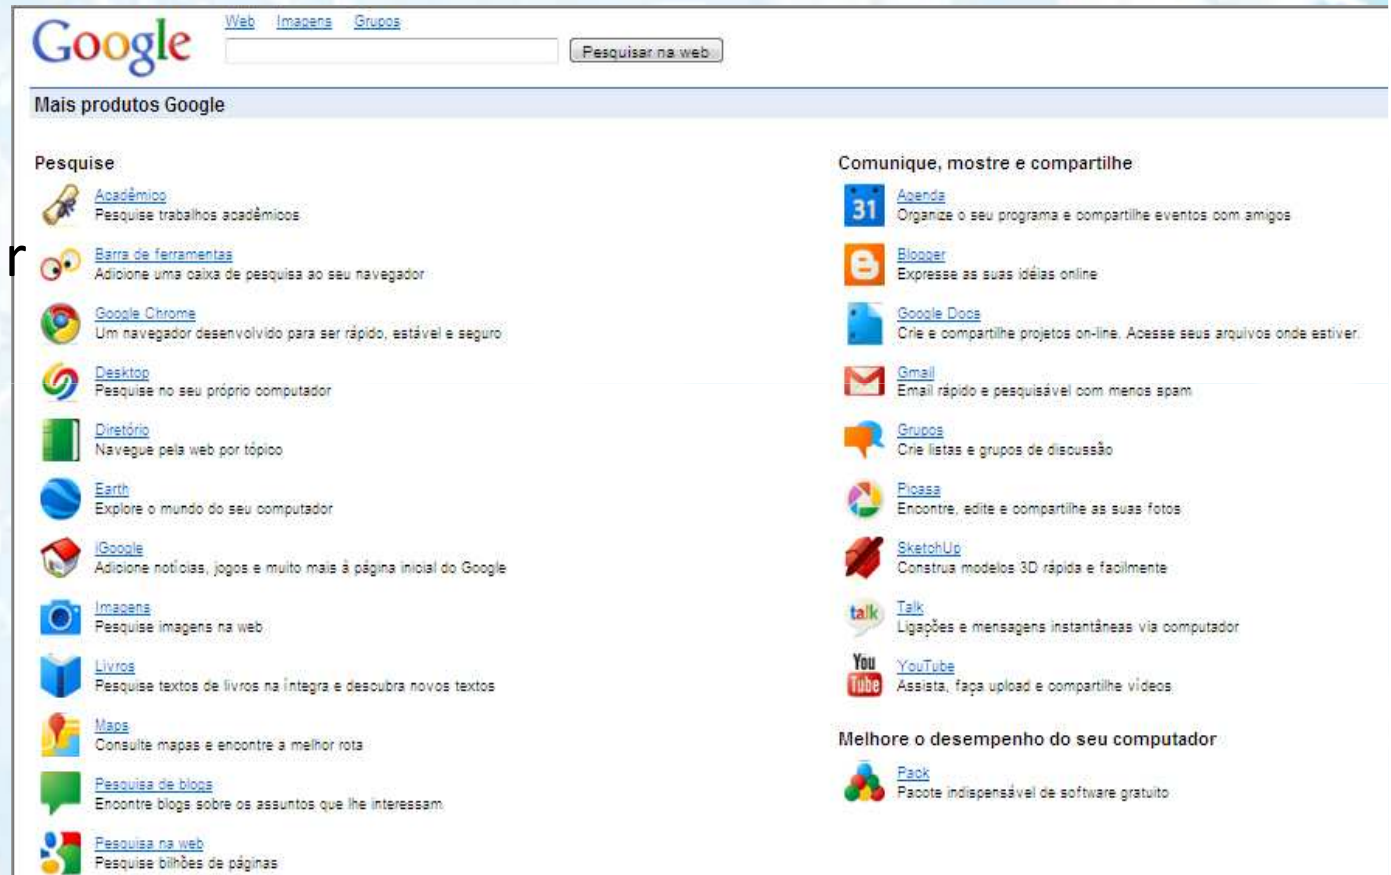 Google
Web Imagens Grupos
Pesquisar na web
Mais produtos Google
Pesquise
Acadêmico
Pesquise trabalhos acadêmicos
r
Barra de ferramentas
Adicione uma caixa de pesquisa ao seu navegador
Google Chrome
Um navegador desenvolvido para ser rápido, estável e seguro
Desktop
Pesquise no seu próprio computador
Diretório
Navegue pela web por tópico
Earth
Explore o mundo do seu computador
iGoogle
Adicione notícias, jogos e muito mais à página inicial do Google
Imagens
Pesquise imagens na web
Livros
Pesquise textos de livros na íntegra e descubra novos textos
Maps
Consulte mapas e encontre a melhor rota
Pesquisa de blogs
Encontre blogs sobre os assuntos que lhe interessam
Pesquisa na web
Pesquise bilhões de páginas
Comunique, mostre e compartilhe
31
Agenda
Organize o seu programa e compartilhe eventos com amigos
Blogger
Expresse as suas idéias online
Google Docs
Crie e compartilhe projetos on-line. Acesse seus arquivos onde estiver.
Gmail
Email rápido e pesquisável com menos spam
Grupos
Crie listas e grupos de discussão
Picasa
Encontre, edite e compartilhe as suas fotos
SketchUp
Construa modelos 3D rápida e facilmente
talk
Talk
Ligações e mensagens instantâneas via computador
You
Tube
YouTube
Assista, faça upload e compartilhe vídeos
Melhore o desempenho do seu computador
Pack
Pacote indispensável de software gratuito